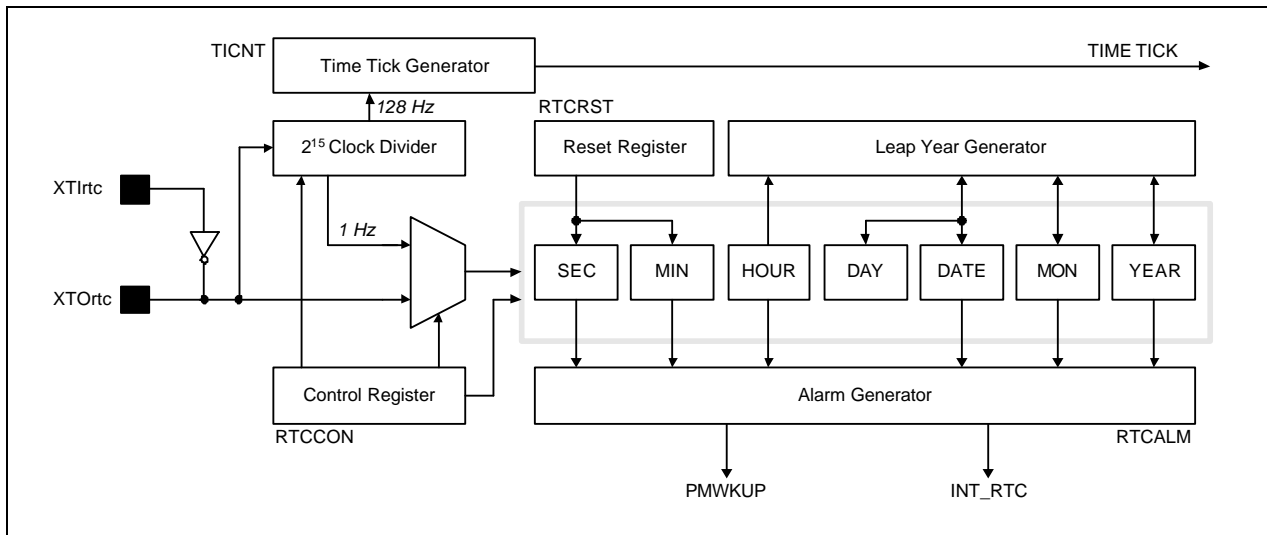 TICNT
Time Tick Generator
TIME TICK
128 Hz
RTCRST
2¹⁵ Clock Divider
Reset Register
Leap Year Generator
XTIrtc
1 Hz
SEC
MIN
HOUR
DAY
DATE
MON
YEAR
XTOrtc
Control Register
Alarm Generator
RTCCON
RTCALM
PMWKUP
INT_RTC